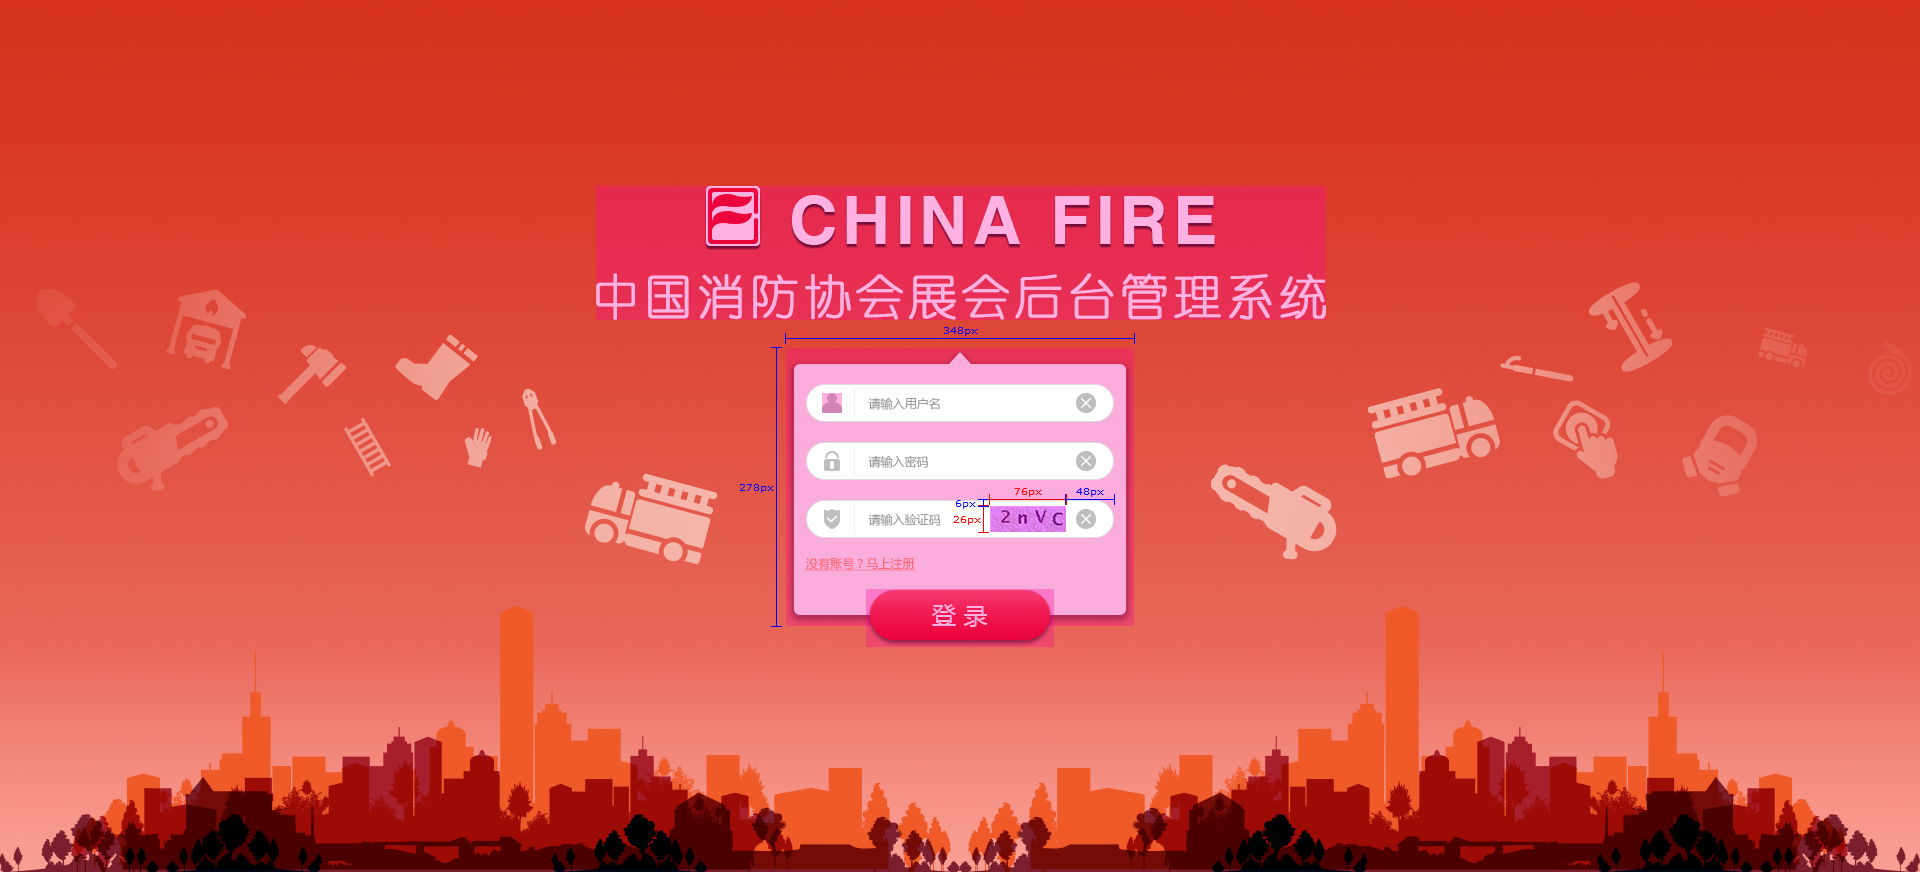 CHINA FIRE
中国消防协会展会后台管理系统
348px
请输入用户名
请输入密码
278px
76px
48px
6px
请输入验证码
26px
2nVC
没有账号？马上注册
登录